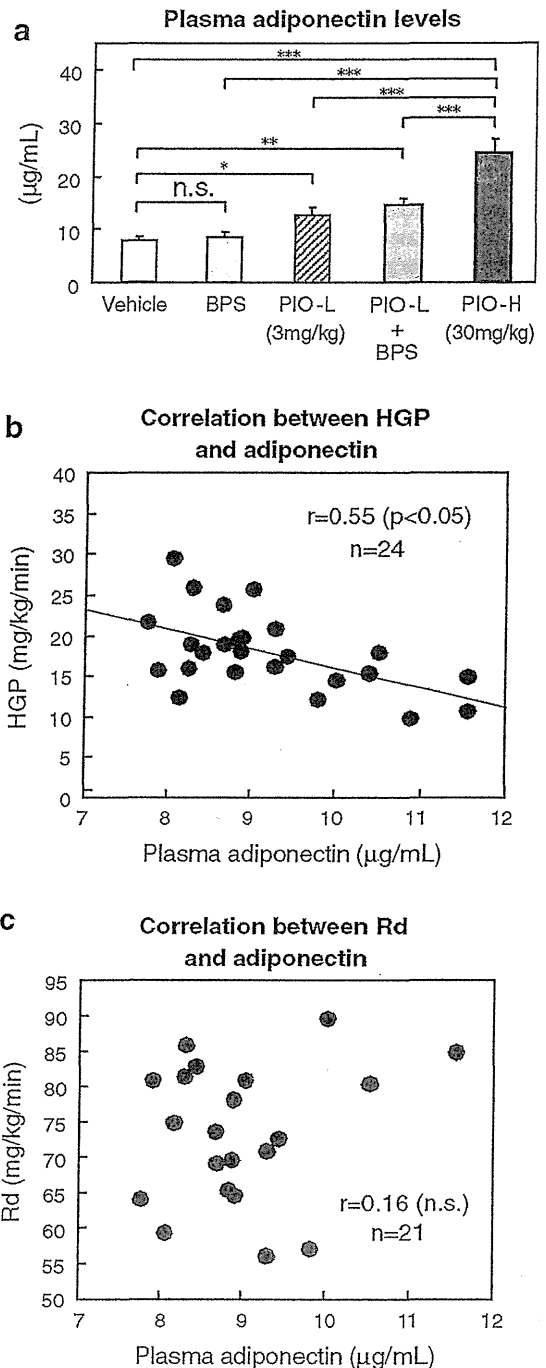 a
Plasma adiponectin levels
(µg/mL)
40
30
20
10
0
***
***
***
***
**
*
n.s.
Vehicle
BPS
PIO-L
(3mg/kg)
PIO-L
+
BPS
PIO-H
(30mg/kg)
b
Correlation between HGP
and adiponectin
HGP (mg/kg/min)
40
35
30
25
20
15
10
5
0
r=0.55 (p<0.05)
n=24
7 8 9 10 11 12
Plasma adiponectin (µg/mL)
c
Correlation between Rd
and adiponectin
Rd (mg/kg/min)
95
90
85
80
75
70
65
60
55
50
r=0.16 (n.s.)
n=21
7 8 9 10 11 12
Plasma adiponectin (µg/mL)